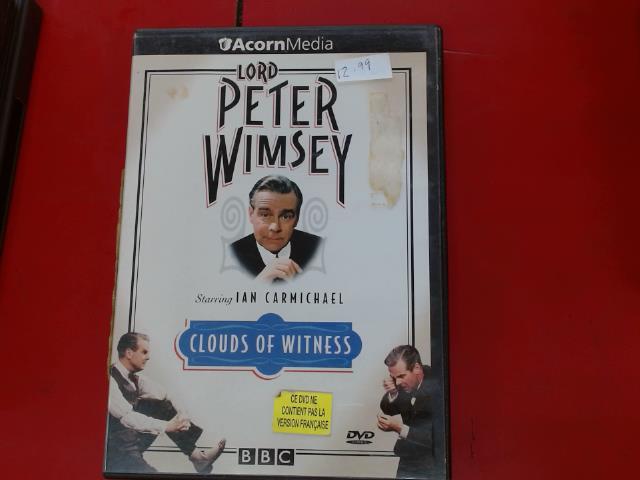 AcornMedia
12.99
LORD
PETER
WIMSEY
Starring IAN CARMICHAEL
CLOUDS OF WITNESS
CE DVD NE
CONTIENT PAS LA
VERSION FRANÇAISE
DVD
BBC